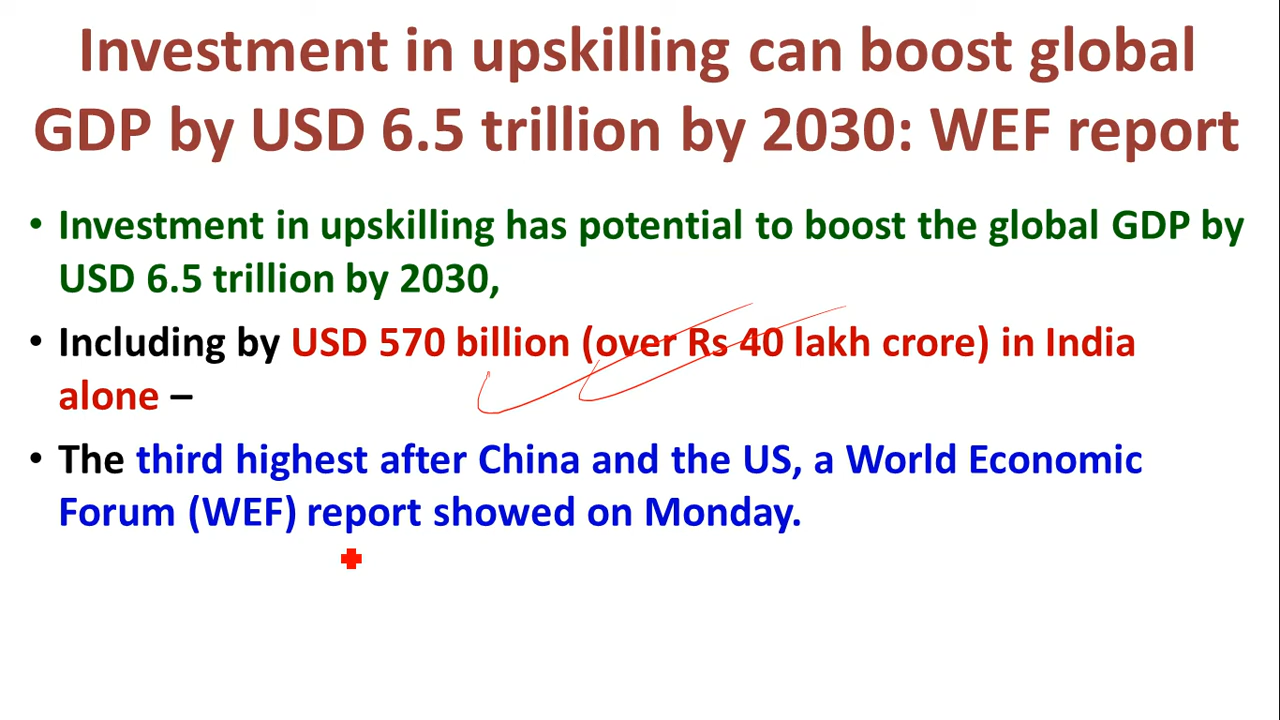 Investment in upskilling can boost global
GDP by USD 6.5 trillion by 2030: WEF report
• Investment in upskilling has potential to boost the global GDP by
USD 6.5 trillion by 2030,
• Including by USD 570 billion (over Rs 40 lakh crore) in India
alone –
• The third highest after China and the US, a World Economic
Forum (WEF) report showed on Monday.